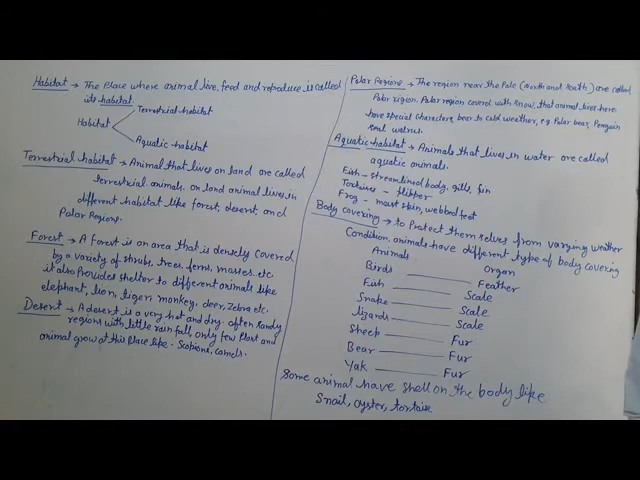 Habitat → The Place where animal live, feed and reproduce is called
its habitat.
Habitat
Terrestrial habitat
Aquatic habitat
Terrestrial habitat → Animal that lives on land are called
terrestrial animals. on land animal lives in
different habitat like forest, desert, and
Polar Regions.
Forest → A forest is an area that is densely covered
by a variety of shrubs, trees, ferns, masses, etc
it also Provides shelter to different animals like
elephant, lion, tiger, monkey, deer, Zebra etc.
Desert → A desert is a very hot and dry, often sandy
regions with little rain fall, only few Plant and
animal grow at this Place like - Scopions, camels.
Polar Regions → The region near the Pole (North and South) are called
Polar region. Polar region coverd with Know, that animal lives here
have special characters bear to cold weather, e.g Polar bear, Penguin
Seal walrus.
Aquatic habitat → Animals that lives in water are called
aquatic animals.
Fish - streamlined body, gills, fin
Tortoises - flipper
Frog - moist skin, webbed feet
Body covering → to Protect themselves from varying weather
Condition, animals have different type of body covering
Animals Organ
Birds Feather
Fish Scale
Snake Scale
lizards Scale
Sheep Fur
Bear Fur
Yak Fur
Some animal have shell on the body like
Snail, oyster, tortoise